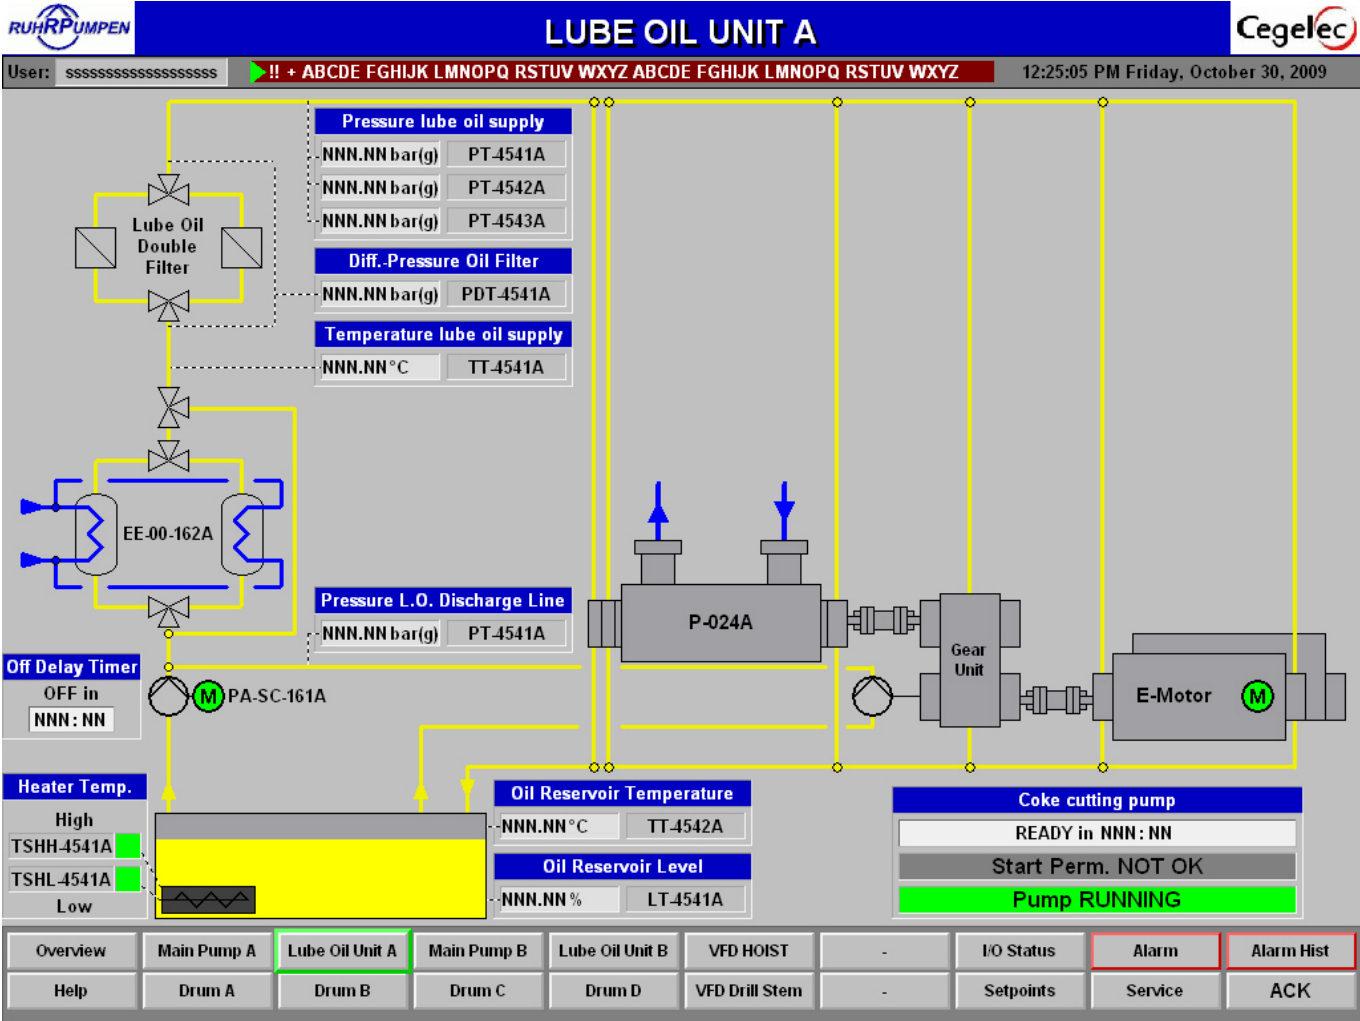 RUHRPUMPEN
LUBE OIL UNIT A
Cegelec
User: sssssssssssssssssss
!! + ABCDE FGHIJK LMNOPQ RSTUV WXYZ ABCDE FGHIJK LMNOPQ RSTUV WXYZ
12:25:05 PM Friday, October 30, 2009
Pressure lube oil supply
NNN.NN bar(g) PT-4541A
NNN.NN bar(g) PT-4542A
NNN.NN bar(g) PT-4543A
Lube Oil
Double
Filter
Diff.-Pressure Oil Filter
NNN.NN bar(g) PDT-4541A
Temperature lube oil supply
NNN.NN °C TT-4541A
EE-00-162A
Pressure L.O. Discharge Line
NNN.NN bar(g) PT-4541A
P-024A
Gear
Unit
E-Motor M
Off Delay Timer
OFF in
NNN : NN
M PA-SC-161A
Heater Temp.
High
TSHH-4541A
TSHL-4541A
Low
Oil Reservoir Temperature
NNN.NN °C TT-4542A
Oil Reservoir Level
NNN.NN % LT-4541A
Coke cutting pump
READY in NNN : NN
Start Perm. NOT OK
Pump RUNNING
Overview Main Pump A Lube Oil Unit A Main Pump B Lube Oil Unit B VFD HOIST - I/O Status Alarm Alarm Hist
Help Drum A Drum B Drum C Drum D VFD Drill Stem - Setpoints Service ACK